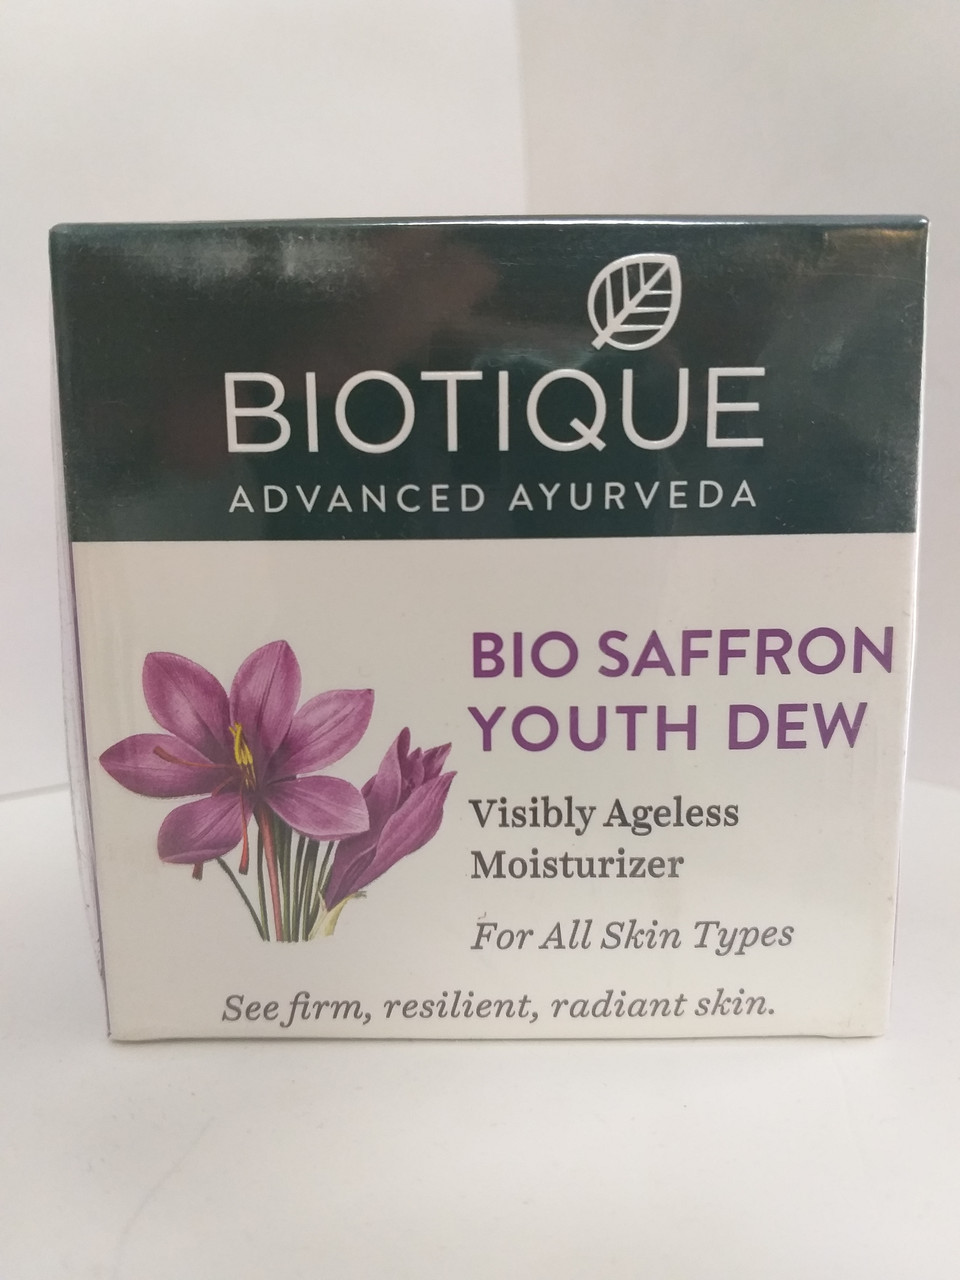 BIOTIQUE
ADVANCED AYURVEDA
BIO SAFFRON
YOUTH DEW
Visibly Ageless
Moisturizer
For All Skin Types
See firm, resilient, radiant skin.